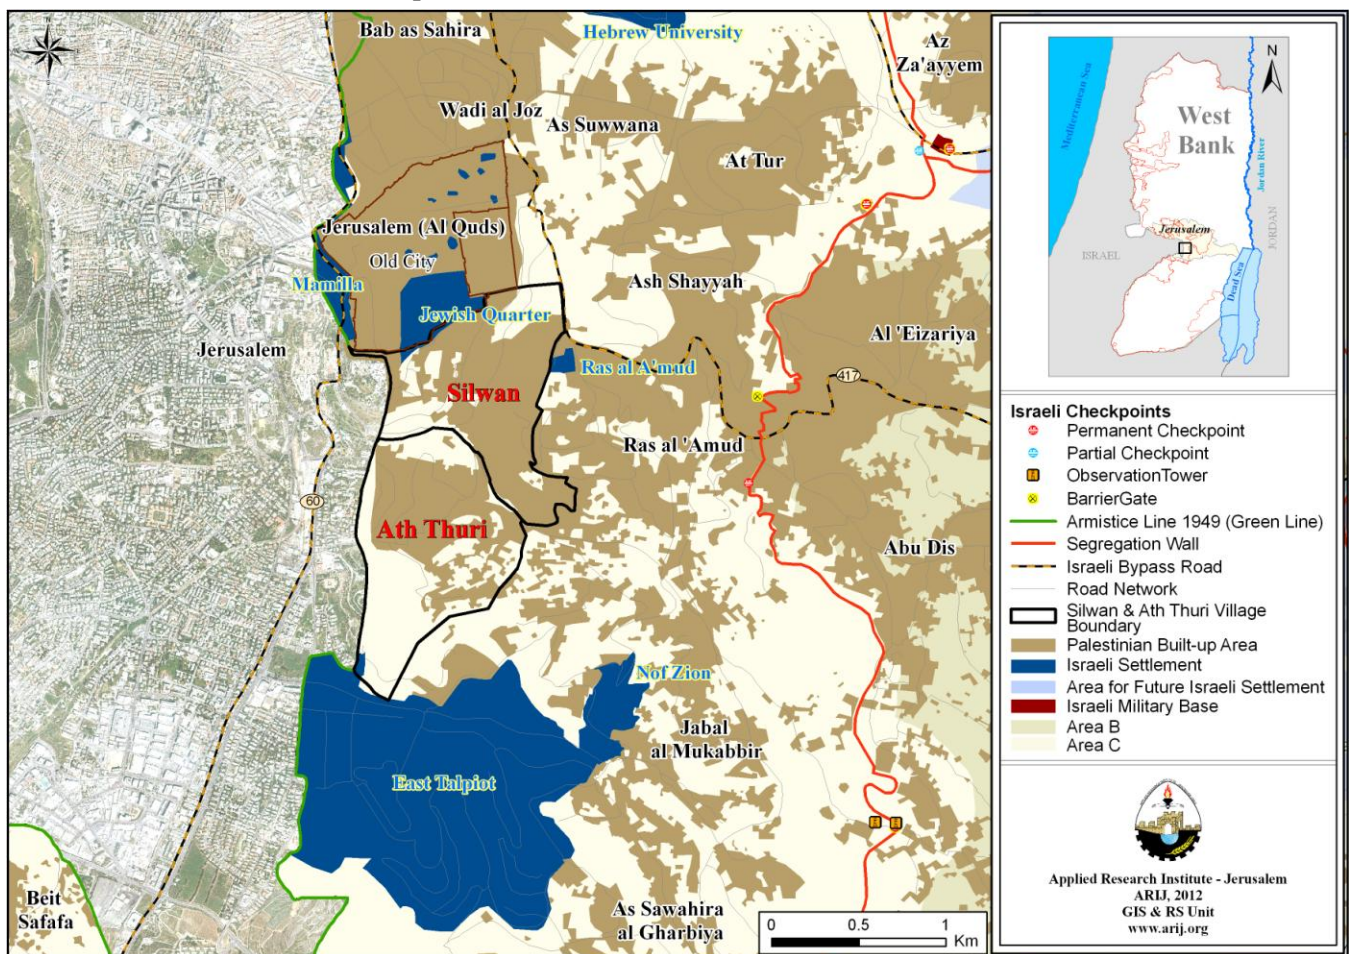 Bab as Sahira
Hebrew University
Az
Za'ayyem
Wadi al Joz
As Suwwana
At Tur
Jerusalem (Al Quds)
Old City
Mamilla
Ash Shayyah
Jewish Quarter
Al 'Eizariya
Jerusalem
Ras al A'mud
417
Silwan
Ras al 'Amud
60
Ath Thuri
Abu Dis
Nof Zion
Jabal
al Mukabbir
East Talpiot
Beit
Safafa
As Sawahira
al Gharbiya
0 0.5 1
Km
N
Mediterranean Sea
West
Bank
Jordan River
Jerusalem
JORDAN
ISRAEL
Dead Sea
Israeli Checkpoints
Permanent Checkpoint
Partial Checkpoint
ObservationTower
BarrierGate
Armistice Line 1949 (Green Line)
Segregation Wall
Israeli Bypass Road
Road Network
Silwan & Ath Thuri Village
Boundary
Palestinian Built-up Area
Israeli Settlement
Area for Future Israeli Settlement
Israeli Military Base
Area B
Area C
Applied Research Institute - Jerusalem
ARIJ, 2012
GIS & RS Unit
www.arij.org